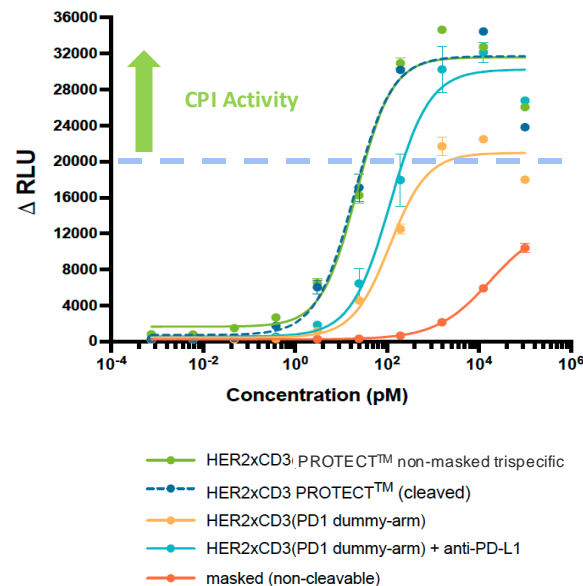 36000
32000
28000
24000
20000
16000
12000
8000
4000
0
Δ RLU
CPI Activity
10-4
10-2
100
102
104
106
Concentration (pM)
HER2xCD3( PROTECT™ non-masked trispecific
HER2xCD3 PROTECT™ (cleaved)
HER2xCD3(PD1 dummy-arm)
HER2xCD3(PD1 dummy-arm) + anti-PD-L1
masked (non-cleavable)